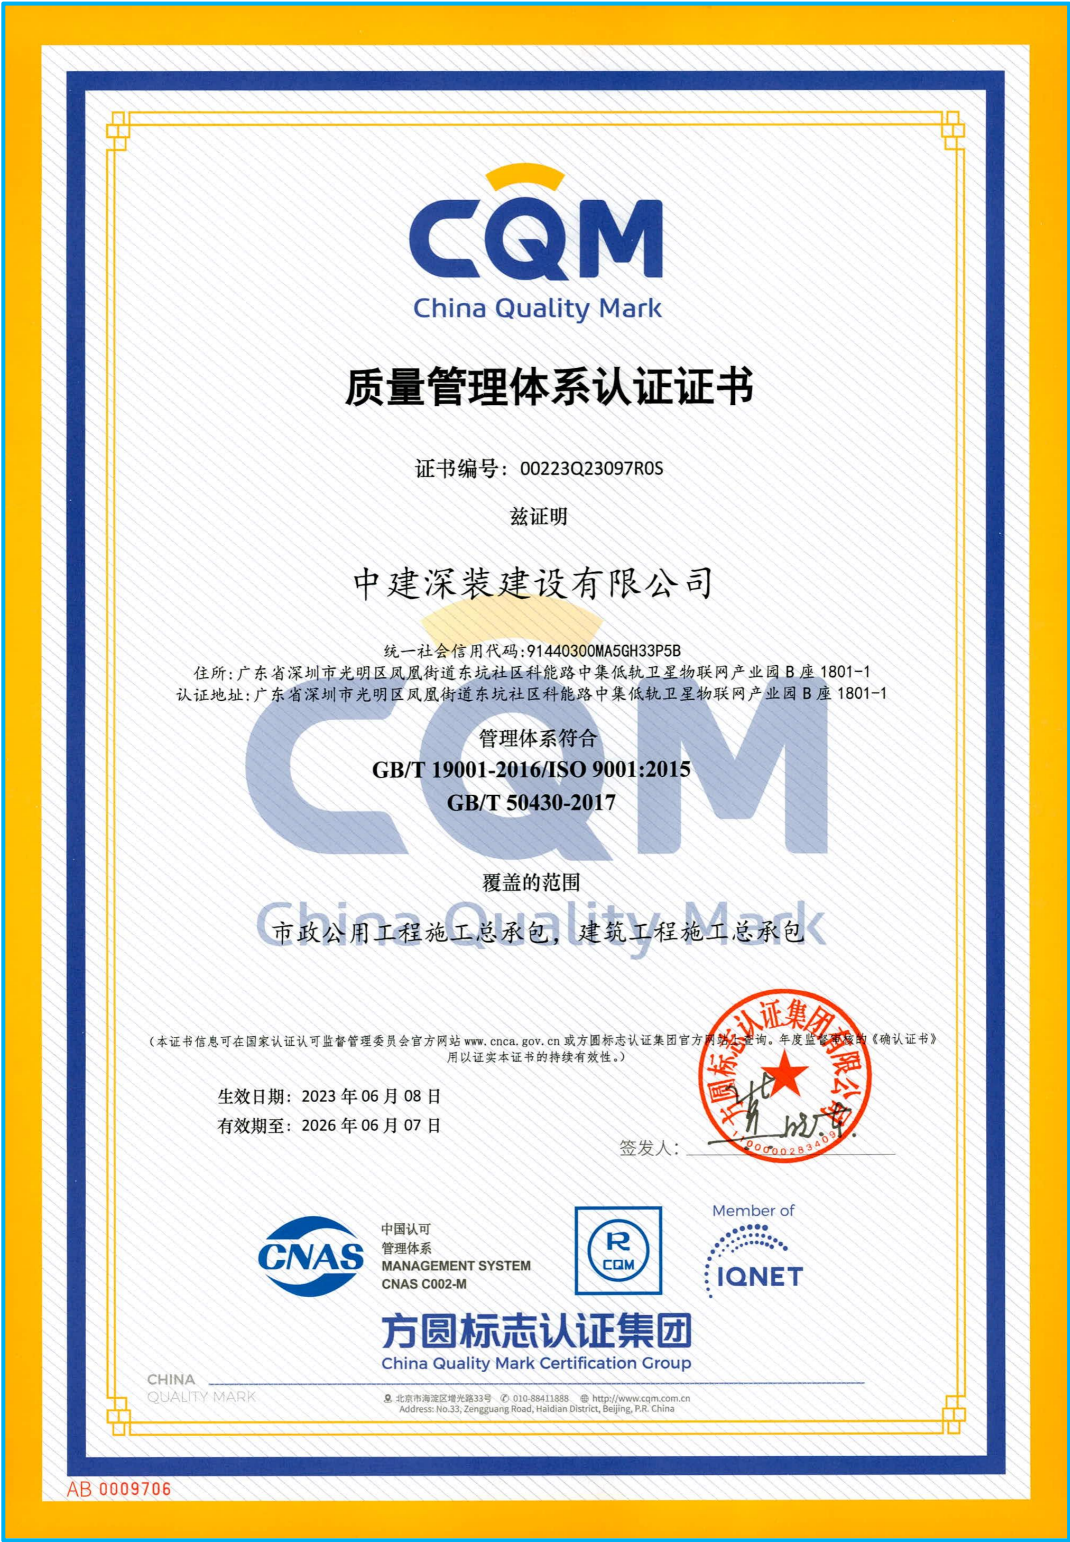 CQM
China Quality Mark
质量管理体系认证证书
证书编号：00223Q23097R0S
兹证明
中建深装建设有限公司
统一社会信用代码:91440300MA5GH33P5B
住所:广东省深圳市光明区凤凰街道东坑社区科能路中集低轨卫星物联网产业园B座1801-1
认证地址:广东省深圳市光明区凤凰街道东坑社区科能路中集低轨卫星物联网产业园B座1801-1
管理体系符合
GB/T 19001-2016/ISO 9001:2015
GB/T 50430-2017
CQM
覆盖的范围
China Quality Mark
市政公用工程施工总承包，建筑工程施工总承包
(本证书信息可在国家认证认可监督管理委员会官方网站www.cnca.gov.cn或方圆标志认证集团官方网站上查询。年度监督审核的《确认证书》
用以证实本证书的持续有效性。)
方圆标志认证集团有限公司
生效日期：2023年06月08日
有效期至：2026年06月07日
签发人：
CNAS
中国认可
管理体系
MANAGEMENT SYSTEM
CNAS C002-M
R
CQM
Member of
IQNET
方圆标志认证集团
China Quality Mark Certification Group
CHINA
QUALITY MARK
北京市海淀区增光路33号 010-88411888 http://www.cqm.com.cn
Address: No.33, Zengguang Road, Haidian District, Beijing, P.R. China
AB 0009706